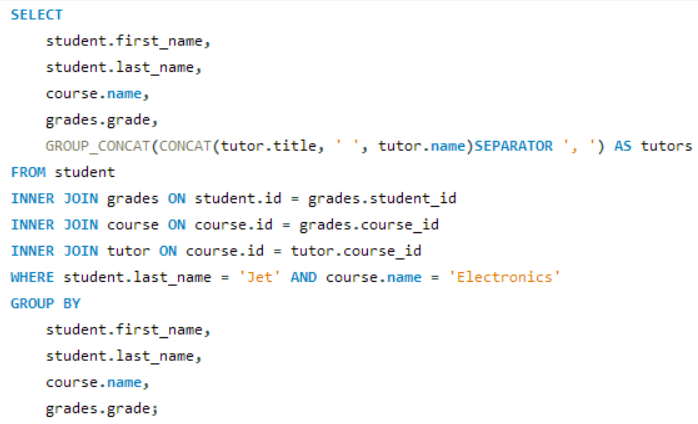 SELECT
    student.first_name,
    student.last_name,
    course.name,
    grades.grade,
    GROUP_CONCAT(CONCAT(tutor.title, ' ', tutor.name)SEPARATOR ', ') AS tutors
FROM student
INNER JOIN grades ON student.id = grades.student_id
INNER JOIN course ON course.id = grades.course_id
INNER JOIN tutor ON course.id = tutor.course_id
WHERE student.last_name = 'Jet' AND course.name = 'Electronics'
GROUP BY
    student.first_name,
    student.last_name,
    course.name,
    grades.grade;